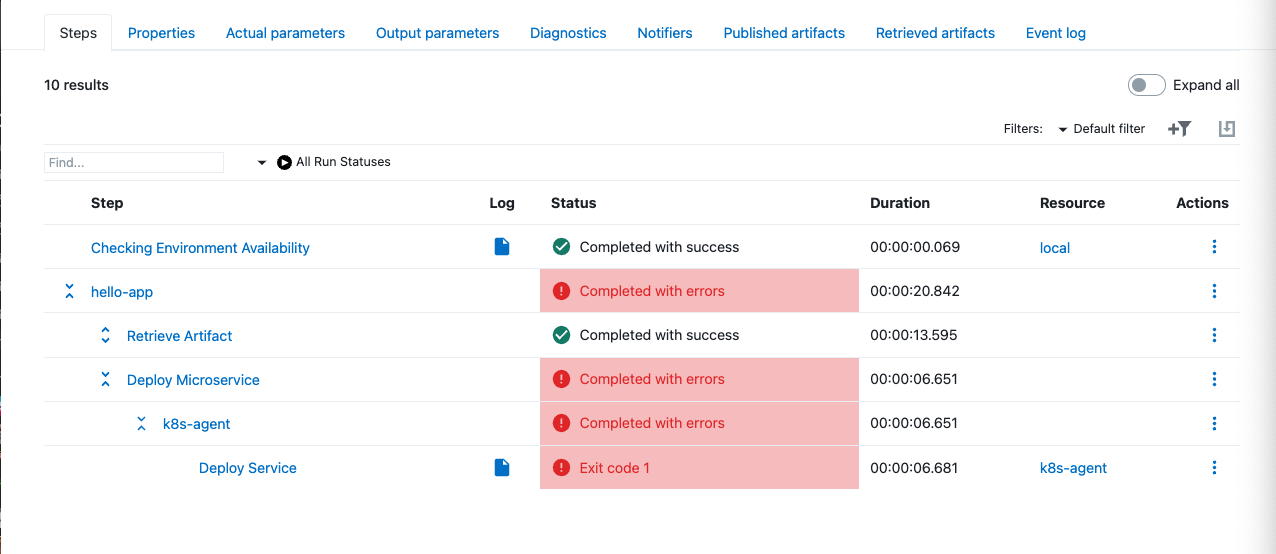 Steps Properties Actual parameters Output parameters Diagnostics Notifiers Published artifacts Retrieved artifacts Event log
10 results Expand all
Filters: Default filter
Find... All Run Statuses
Step Log Status Duration Resource Actions
Checking Environment Availability Completed with success 00:00:00.069 local
hello-app Completed with errors 00:00:20.842
Retrieve Artifact Completed with success 00:00:13.595
Deploy Microservice Completed with errors 00:00:06.651
k8s-agent Completed with errors 00:00:06.651
Deploy Service Exit code 1 00:00:06.681 k8s-agent